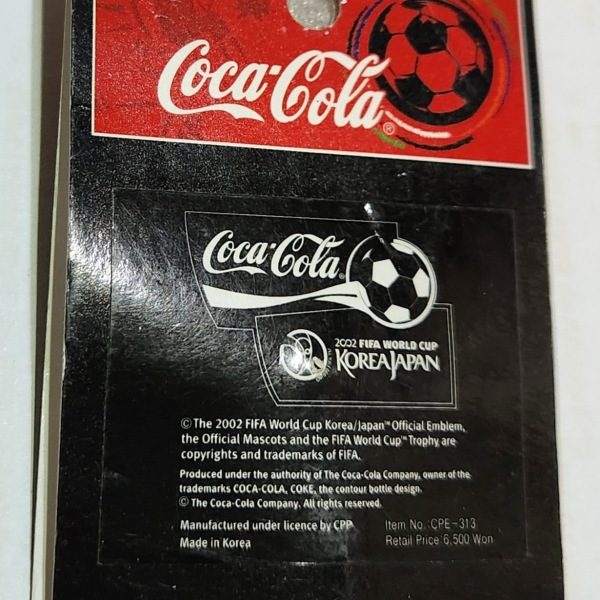 Coca-Cola®
Coca-Cola®
2002 FIFA WORLD CUP
KOREAJAPAN
©The 2002 FIFA World Cup Korea/Japan™ Official Emblem,
the Official Mascots and the FIFA World Cup™ Trophy are
copyrights and trademarks of FIFA.
Produced under the authority of The Coca-Cola Company, owner of the
trademarks COCA-COLA, COKE, the contour bottle design.
© The Coca-Cola Company. All rights reserved.
Manufactured under licence by CPP
Item No.:CPE-313
Made in Korea
Retail Price:6,500 Won